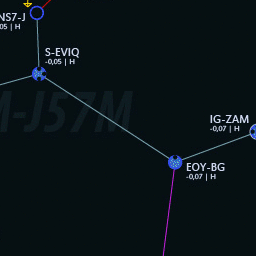 NS7-J
05 | H
S-EVIQ
-0,05 | H
M-J57M
IG-ZAM
-0,07 | H
EOY-BG
-0,07 | H